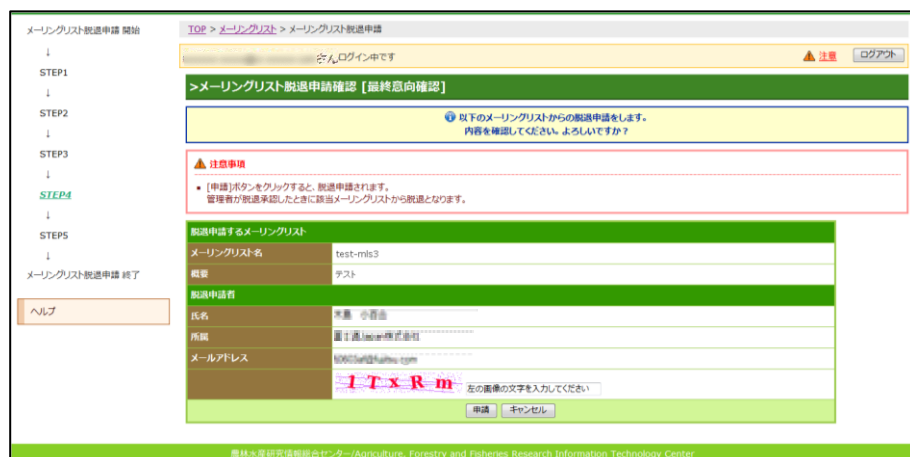 メーリングリスト脱退申請 開始
↓
STEP1
↓
STEP2
↓
STEP3
↓
STEP4
↓
STEP5
↓
メーリングリスト脱退申請 終了
ヘルプ
TOP > メーリングリスト > メーリングリスト脱退申請
さんログイン中です
注意
ログアウト
>メーリングリスト脱退申請確認 [最終意向確認]
以下のメーリングリストからの脱退申請をします。
内容を確認してください。よろしいですか？
注意事項
[申請]ボタンをクリックすると、脱退申請されます。
管理者が脱退承認したときに該当メーリングリストから脱退となります。
脱退申請するメーリングリスト
メーリングリスト名 test-mls3
概要 テスト
脱退申請者
氏名
所属
メールアドレス
1TxRm 左の画像の文字を入力してください
申請 キャンセル
農林水産研究情報総合センター/Agriculture, Forestry and Fisheries Research Information Technology Center